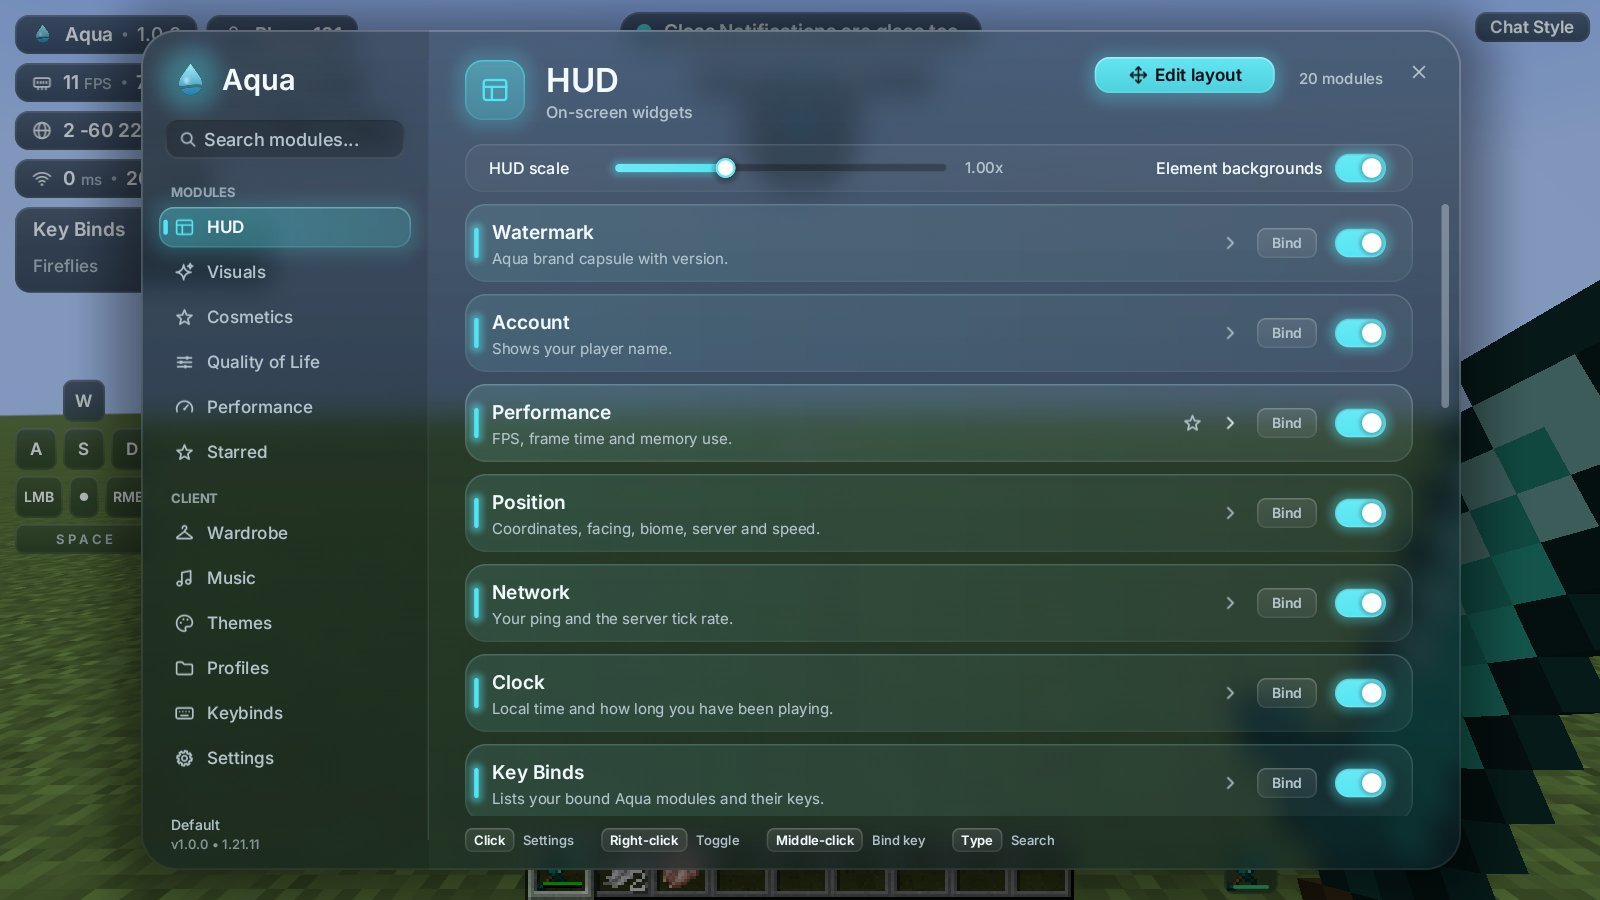 Aqua • 1.0.0
Chat Style
11 FPS •
2 -60 22
0 ms •
Key Binds
Fireflies
W
A S D
LMB RMB
SPACE
Aqua
Search modules...
MODULES
HUD
Visuals
Cosmetics
Quality of Life
Performance
Starred
CLIENT
Wardrobe
Music
Themes
Profiles
Keybinds
Settings
Default
v1.0.0 • 1.21.11
HUD
On-screen widgets
Edit layout
20 modules
HUD scale
1.00x
Element backgrounds
Watermark
Aqua brand capsule with version.
Bind
Account
Shows your player name.
Bind
Performance
FPS, frame time and memory use.
Bind
Position
Coordinates, facing, biome, server and speed.
Bind
Network
Your ping and the server tick rate.
Bind
Clock
Local time and how long you have been playing.
Bind
Key Binds
Lists your bound Aqua modules and their keys.
Bind
Click Settings Right-click Toggle Middle-click Bind key Type Search